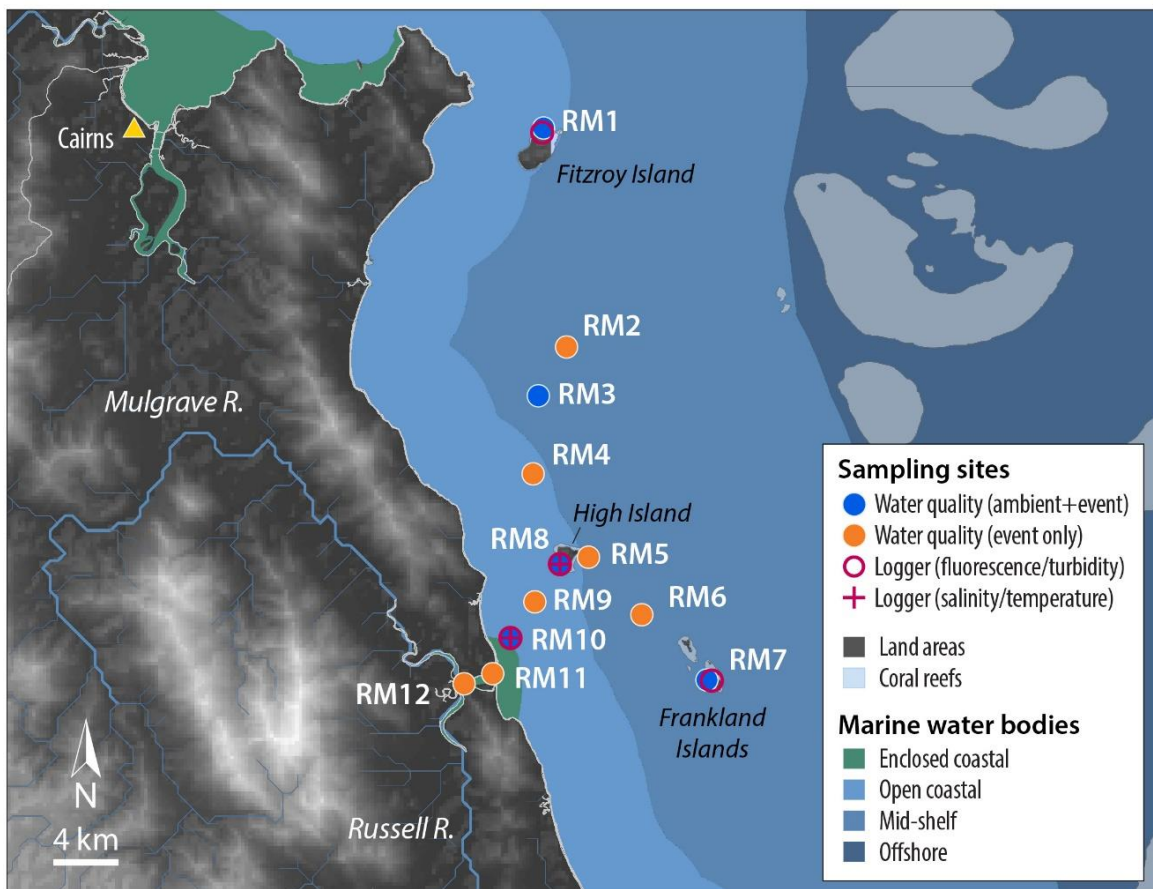 Cairns
RM1
Fitzroy Island
RM2
RM3
Mulgrave R.
RM4
High Island
RM8
RM5
RM9
RM6
RM10
RM7
RM11
RM12
Frankland
Islands
N
4 km
Russell R.
Sampling sites
Water quality (ambient+event)
Water quality (event only)
Logger (fluorescence/turbidity)
Logger (salinity/temperature)
Land areas
Coral reefs
Marine water bodies
Enclosed coastal
Open coastal
Mid-shelf
Offshore